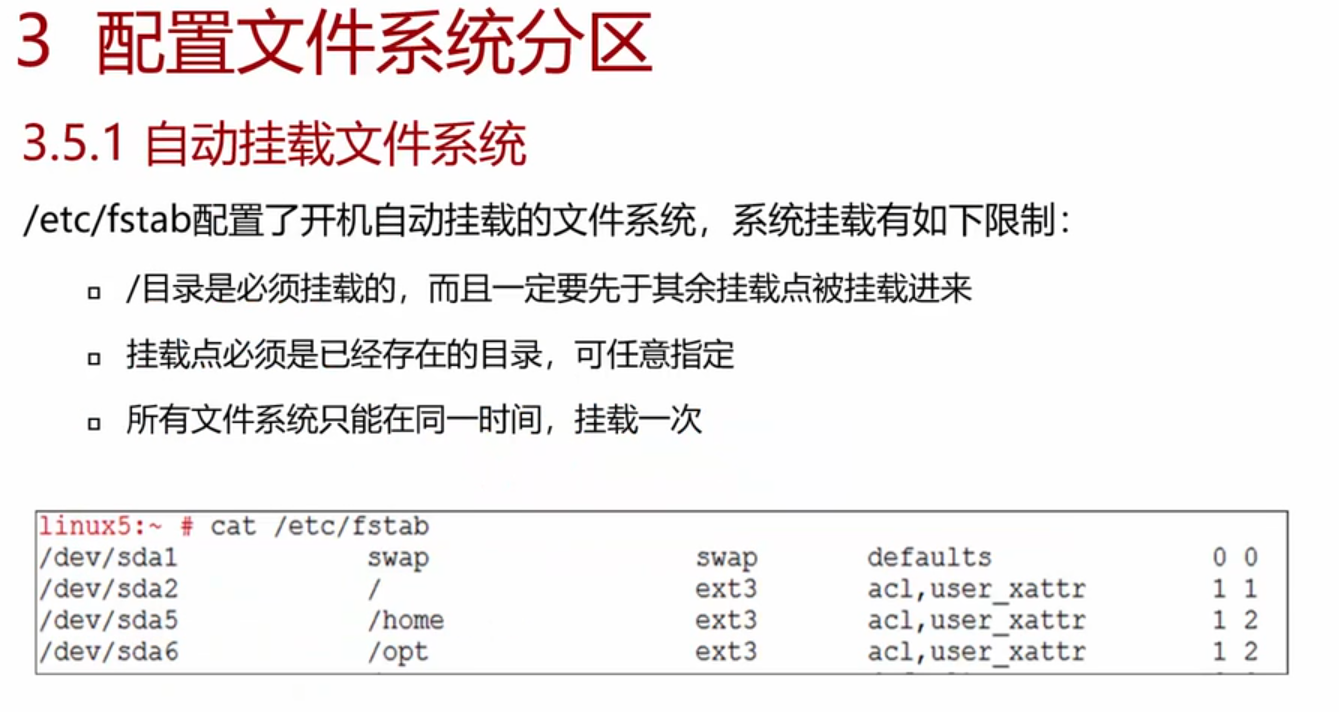 3 配置文件系统分区
3.5.1 自动挂载文件系统
/etc/fstab配置了开机自动挂载的文件系统，系统挂载有如下限制：
/目录是必须挂载的，而且一定要先于其余挂载点被挂载进来
挂载点必须是已经存在的目录，可任意指定
所有文件系统只能在同一时间，挂载一次
linux5:~ # cat /etc/fstab
/dev/sda1 swap swap defaults 0 0
/dev/sda2 / ext3 acl,user_xattr 1 1
/dev/sda5 /home ext3 acl,user_xattr 1 2
/dev/sda6 /opt ext3 acl,user_xattr 1 2